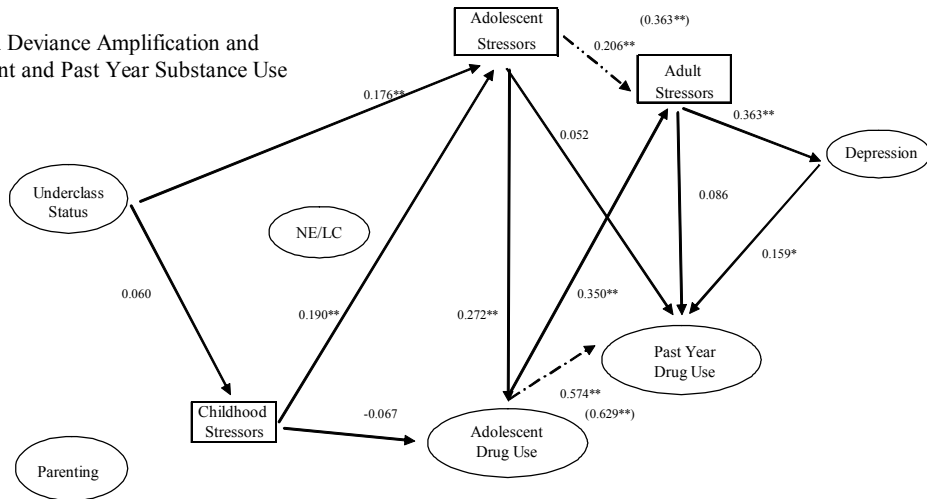 Deviance Amplification and
nt and Past Year Substance Use
Adolescent
Stressors
(0.363**)
0.206**
Adult
Stressors
0.176**
0.363**
0.052
Depression
Underclass
Status
NE/LC
0.086
0.159*
0.060
0.190**
0.272**
0.350**
Past Year
Drug Use
0.574**
(0.629**)
Childhood
Stressors
-0.067
Adolescent
Drug Use
Parenting